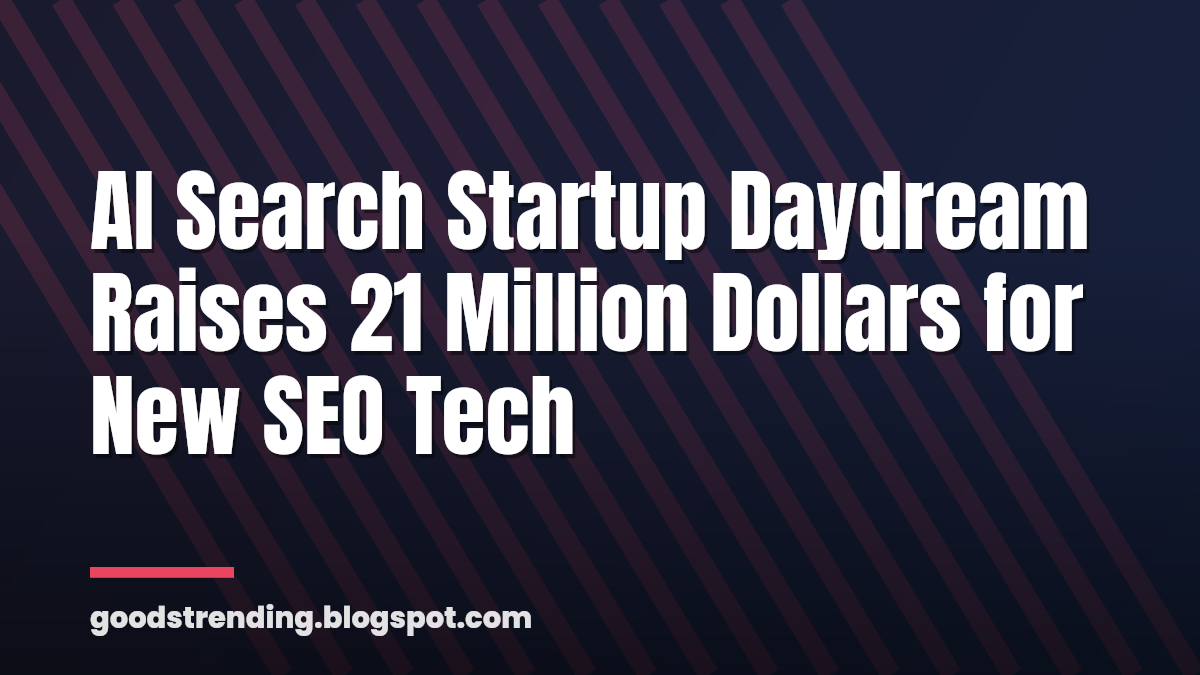 AI Search Startup Daydream
Raises 21 Million Dollars for
New SEO Tech
goodstrending.blogspot.com